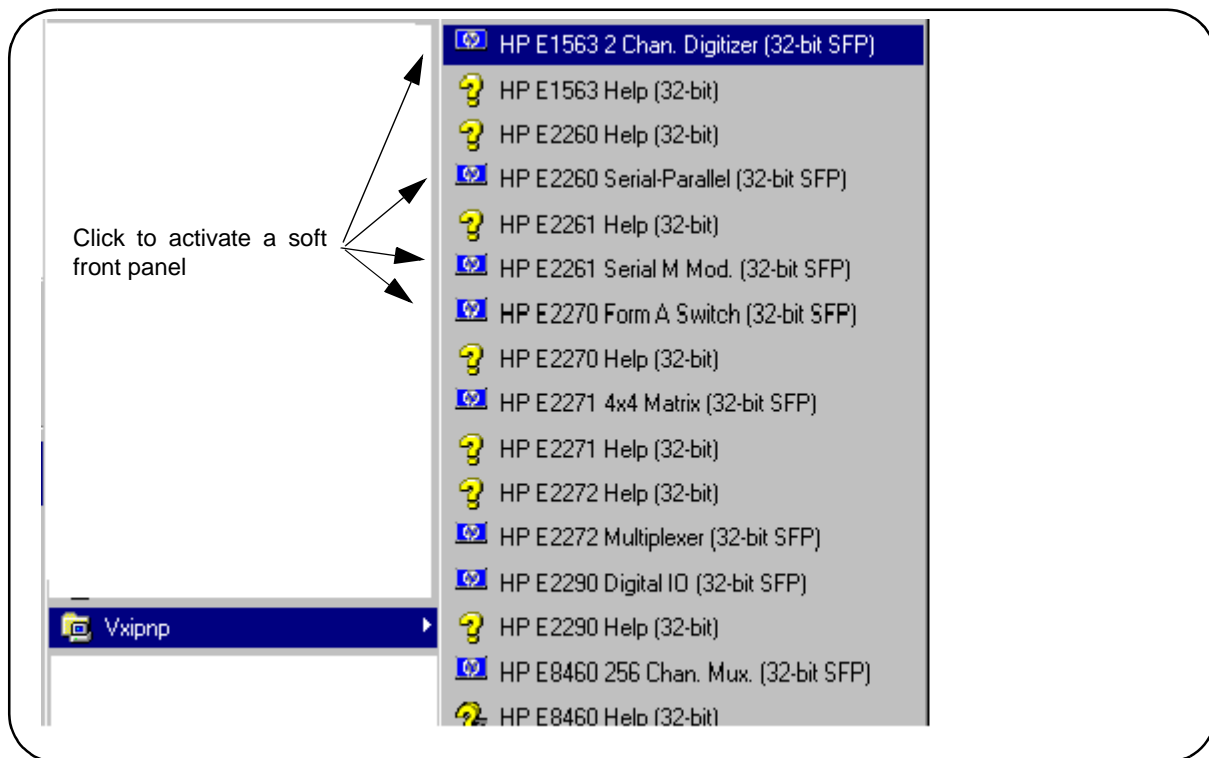 HP E1563 2 Chan. Digitizer (32-bit SFP)
HP E1563 Help (32-bit)
HP E2260 Help (32-bit)
HP E2260 Serial-Parallel (32-bit SFP)
HP E2261 Help (32-bit)
HP E2261 Serial M Mod. (32-bit SFP)
HP E2270 Form A Switch (32-bit SFP)
HP E2270 Help (32-bit)
HP E2271 4x4 Matrix (32-bit SFP)
HP E2271 Help (32-bit)
HP E2272 Help (32-bit)
HP E2272 Multiplexer (32-bit SFP)
HP E2290 Digital IO (32-bit SFP)
HP E2290 Help (32-bit)
HP E8460 256 Chan. Mux. (32-bit SFP)
HP E8460 Help (32-bit)
Click to activate a soft
front panel
Vxipnp